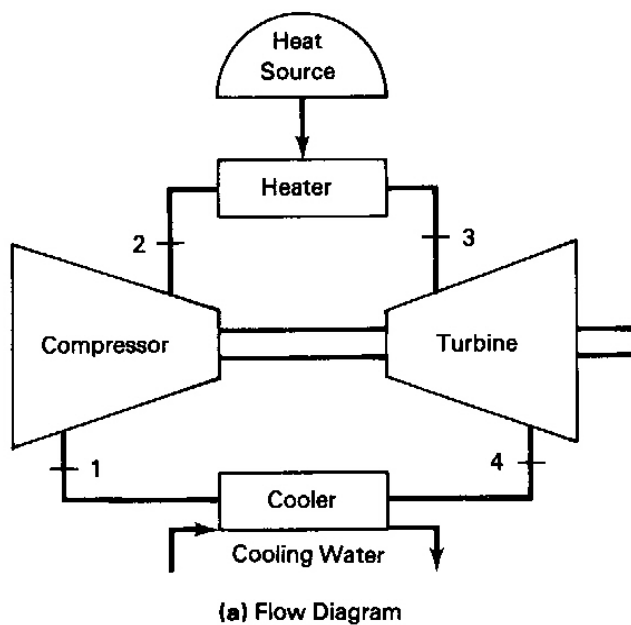 Heat
Source
Heater
2
3
Compressor
Turbine
1
4
Cooler
Cooling Water
(a) Flow Diagram